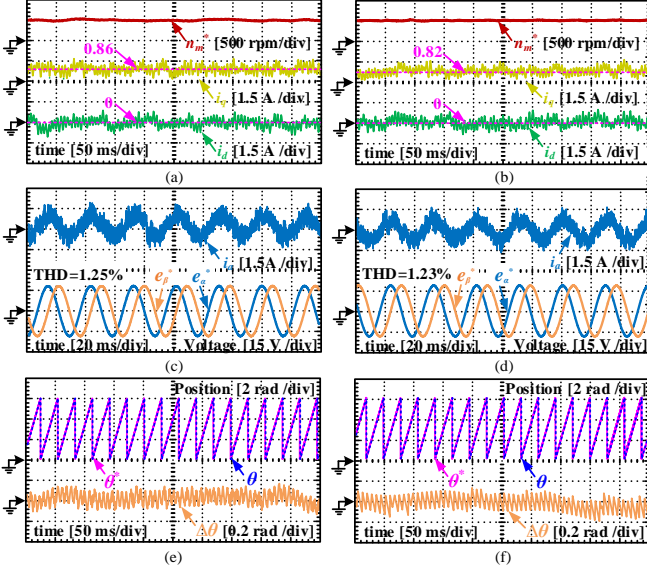 n_m^* [500 rpm/div]
0.86
i_q
[1.5 A /div]
0
time [50 ms/div]
i_d [1.5 A /div]
(a)
n_m^* [500 rpm/div]
0.82
i_q [1.5 A /div]
0
time [50 ms/div]
i_d [1.5 A /div]
(b)
i_a [1.5A /div]
THD=1.25%
e_β^* e_α^*
time [20 ms/div] Voltage [15 V /div]
(c)
i_a [1.5A /div]
THD=1.23%
e_β^* e_α^*
time [20 ms/div] Voltage [15 V /div]
(d)
Position [2 rad /div]
θ^* θ
time [50 ms/div] Δθ [0.2 rad /div]
(e)
Position [2 rad /div]
θ^* θ
time [50 ms/div] Δθ [0.2 rad /div]
(f)